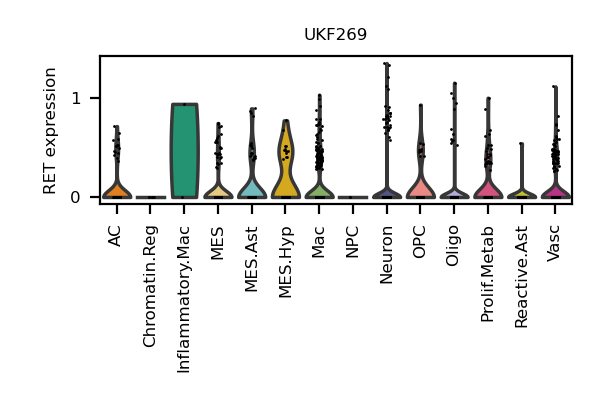 UKF269
RET expression
1
0
AC
Chromatin.Reg
Inflammatory.Mac
MES
MES.Ast
MES.Hyp
Mac
NPC
Neuron
OPC
Oligo
Prolif.Metab
Reactive.Ast
Vasc